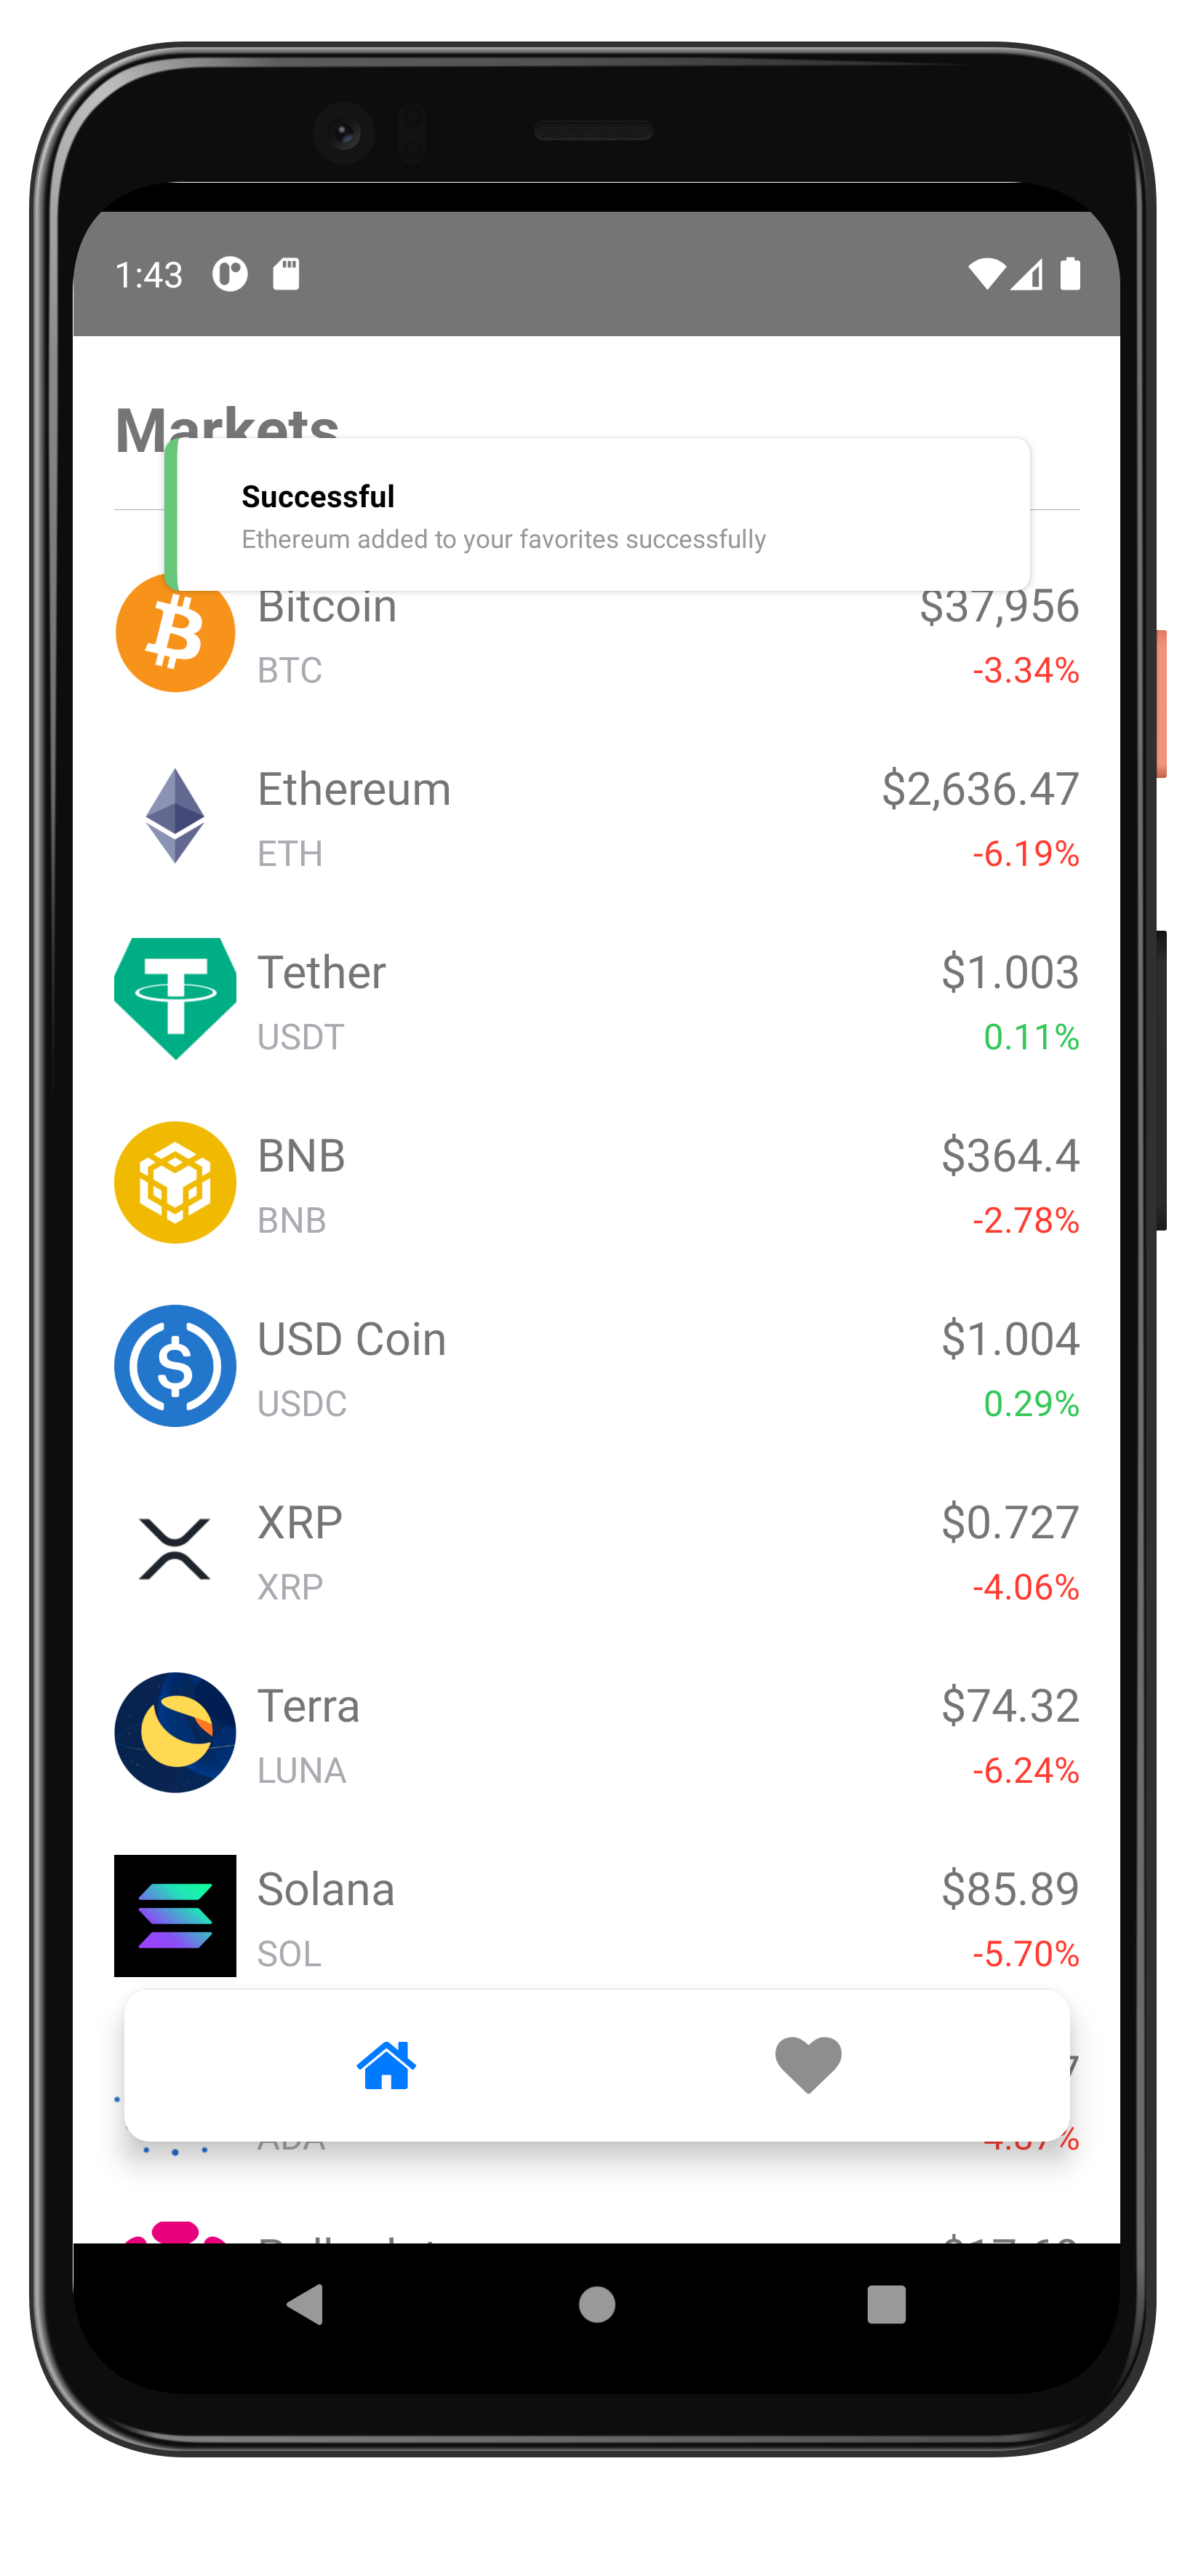 1:43
Markets
Successful
Ethereum added to your favorites successfully
Bitcoin
$37,956
BTC
-3.34%
Ethereum
$2,636.47
ETH
-6.19%
Tether
$1.003
USDT
0.11%
BNB
$364.4
BNB
-2.78%
USD Coin
$1.004
USDC
0.29%
XRP
$0.727
XRP
-4.06%
Terra
$74.32
LUNA
-6.24%
Solana
$85.89
SOL
-5.70%
ADA